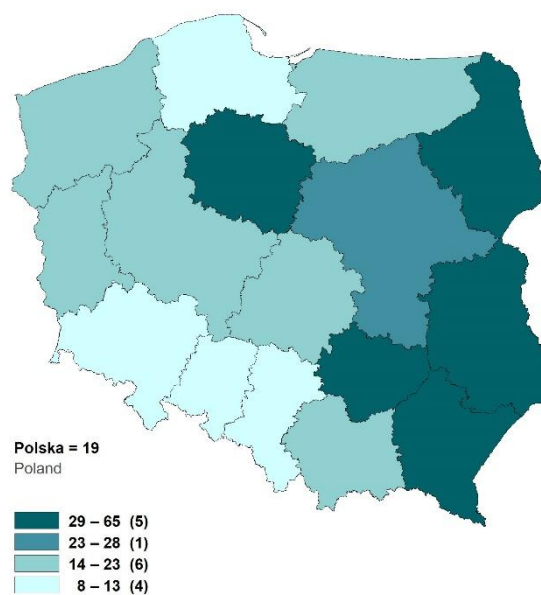 Polska = 19
Poland
29 – 65 (5)
23 – 28 (1)
14 – 23 (6)
8 – 13 (4)